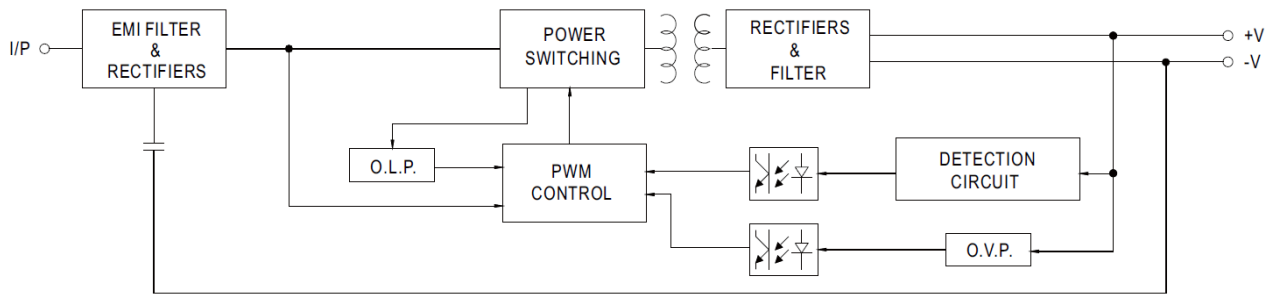 I/P
EMI FILTER
&
RECTIFIERS
POWER
SWITCHING
RECTIFIERS
&
FILTER
+V
-V
O.L.P.
PWM
CONTROL
DETECTION
CIRCUIT
O.V.P.